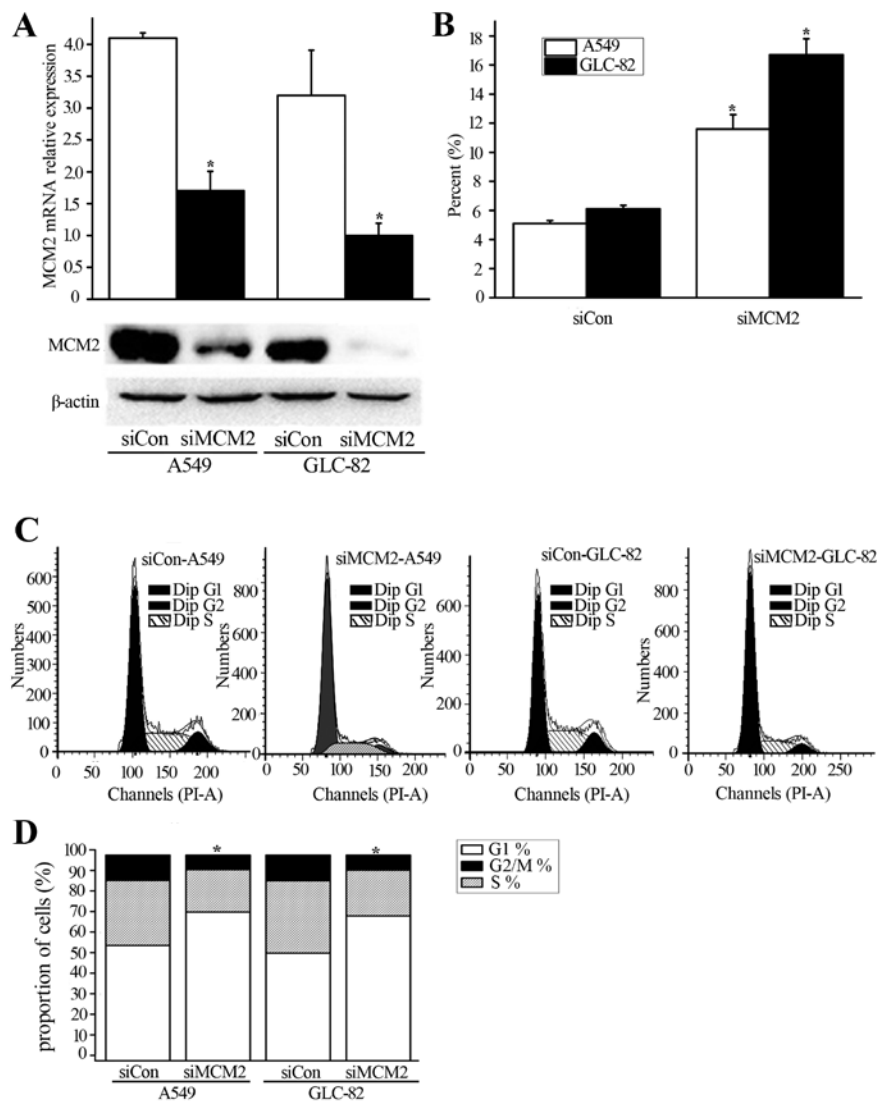 A
MCM2 mRNA relative expression
4.0
3.5
3.0
2.5
2.0
1.5
1.0
0.5
0
*
*
MCM2
β-actin
siCon siMCM2 siCon siMCM2
A549 GLC-82
B
Percent (%)
18
16
14
12
10
8
6
4
2
0
A549
GLC-82
*
*
siCon siMCM2
C
siCon-A549
Numbers
600
500
400
300
200
100
0
Dip G1
Dip G2
Dip S
0 50 100 150 200
Channels (PI-A)
siMCM2-A549
Numbers
800
600
400
200
0
Dip G1
Dip G2
Dip S
0 50 100 150 200
Channels (PI-A)
siCon-GLC-82
Numbers
600
400
200
0
Dip G1
Dip G2
Dip S
0 50 100 150 200
Channels (PI-A)
siMCM2-GLC-82
Numbers
800
600
400
200
0
Dip G1
Dip G2
Dip S
0 50 100 150 200 250
Channels (PI-A)
D
proportion of cells (%)
100
90
80
70
60
50
40
30
20
10
0
*
*
G1 %
G2/M %
S %
siCon siMCM2 siCon siMCM2
A549 GLC-82